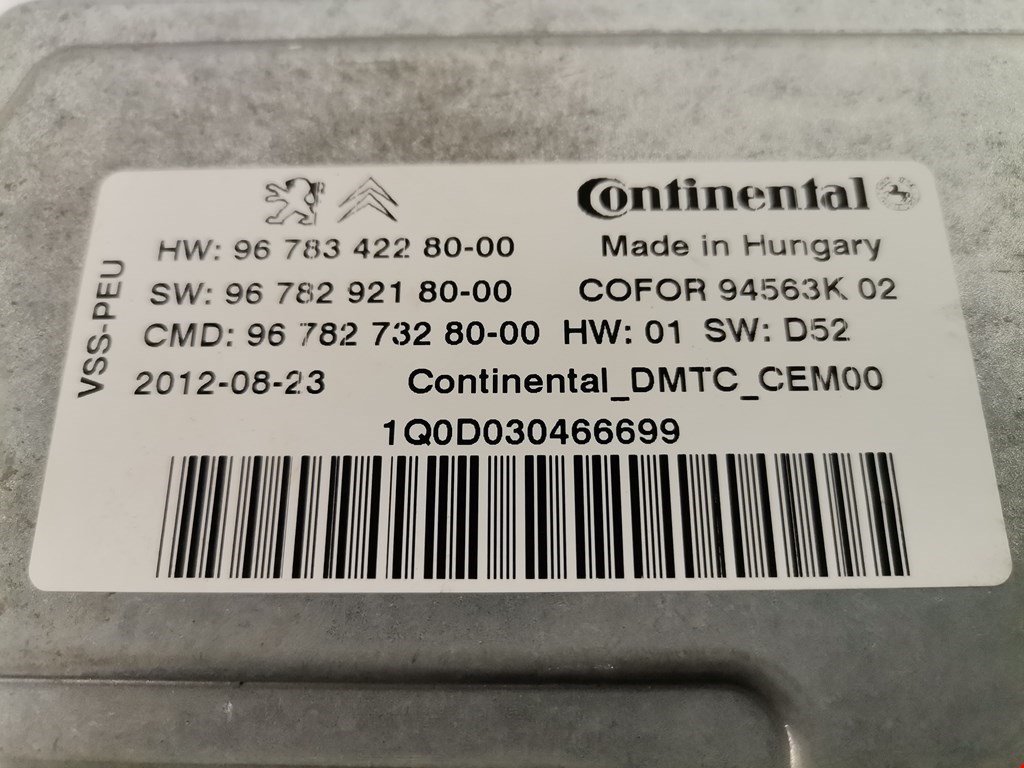 Continental
HW: 96 783 422 80-00 Made in Hungary
SW: 96 782 921 80-00 COFOR 94563K 02
CMD: 96 782 732 80-00 HW: 01 SW: D52
2012-08-23 Continental_DMTC_CEM00
1Q0D030466699
VSS-PEU